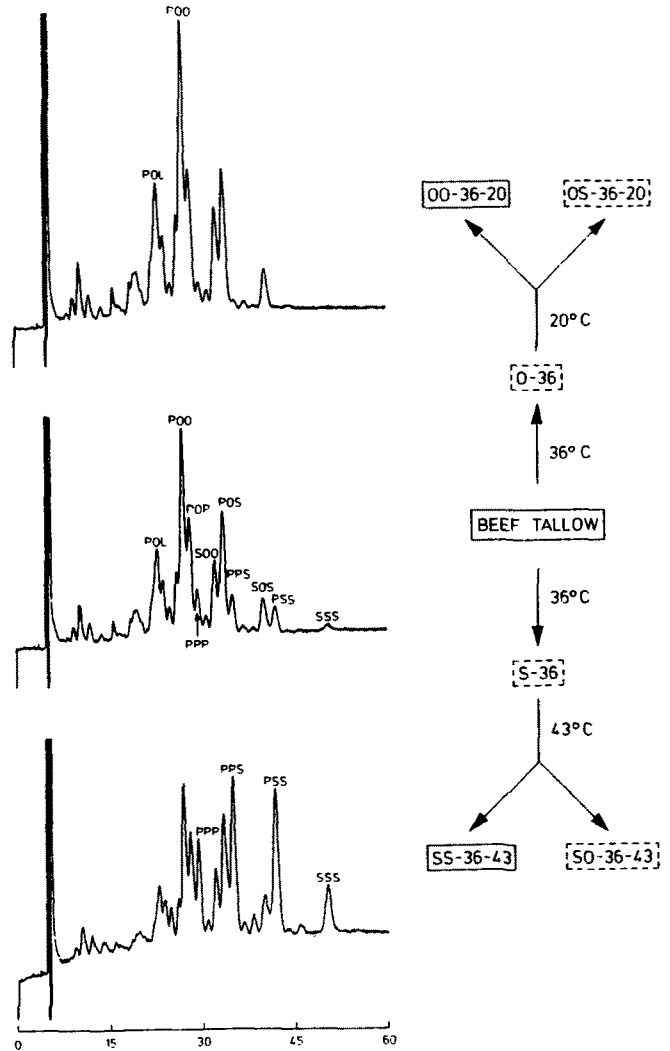 POO
POL
POO
POP
POS
POL
SOO
PPS
SOS
PSS
SSS
PPP
PPS
PSS
PPP
SSS
0 15 30 45 60
OO-36-20 OS-36-20
20°C
O-36
36°C
BEEF TALLOW
36°C
S-36
43°C
SS-36-43 SO-36-43